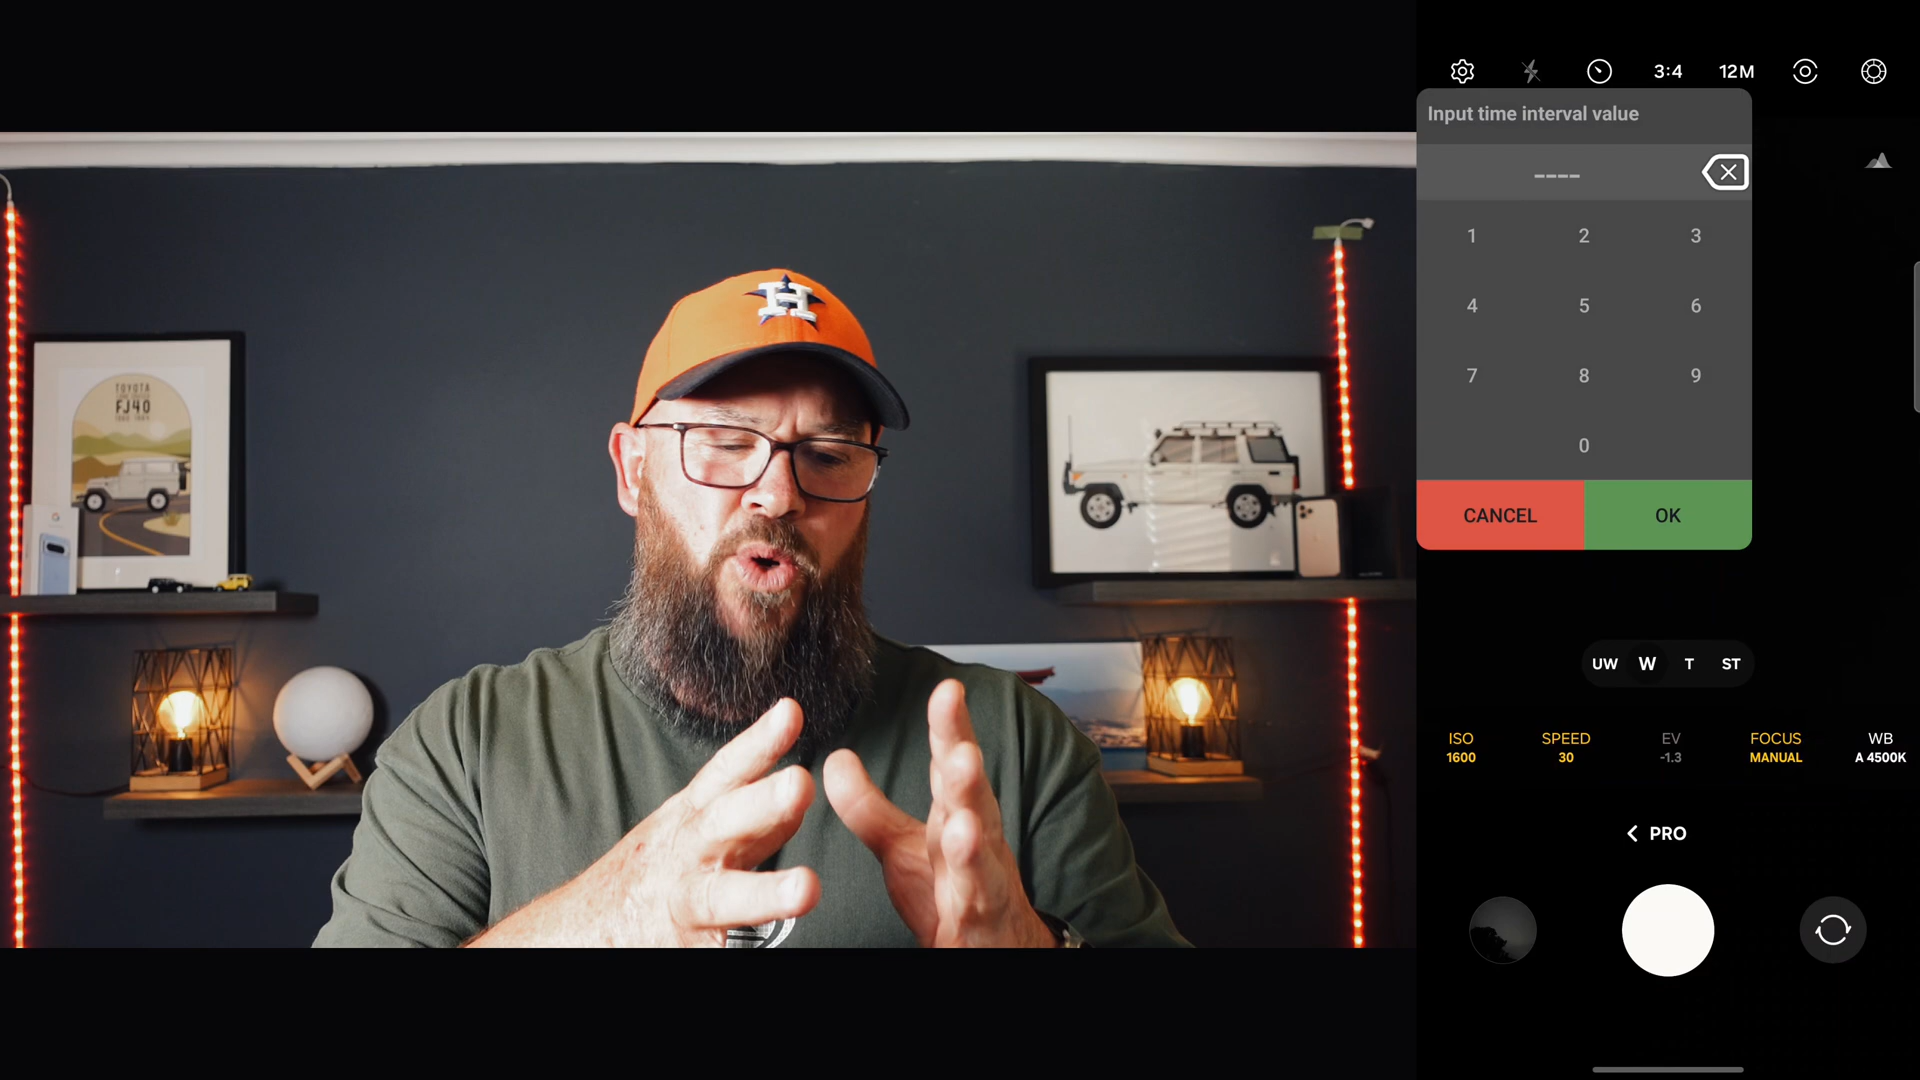 3:4 12M
Input time interval value
----
1 2 3
4 5 6
7 8 9
0
CANCEL OK
UW W T ST
ISO SPEED EV FOCUS WB
1600 30 -1.3 MANUAL A 4500K
PRO
H
TOYOTA
FJ40